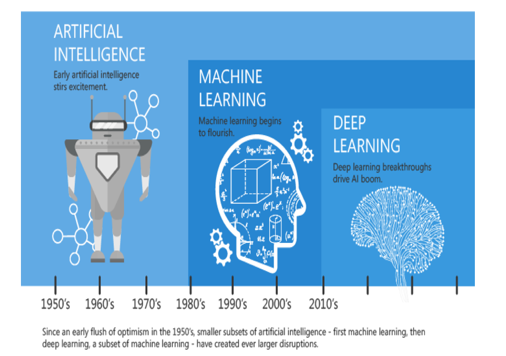 ARTIFICIAL
INTELLIGENCE
Early artificial intelligence
stirs excitement.
MACHINE
LEARNING
Machine learning begins
to flourish.
DEEP
LEARNING
Deep learning breakthroughs
drive AI boom.
1950's 1960's 1970's 1980's 1990's 2000's 2010's
Since an early flush of optimism in the 1950's, smaller subsets of artificial intelligence - first machine learning, then
deep learning, a subset of machine learning - have created ever larger disruptions.